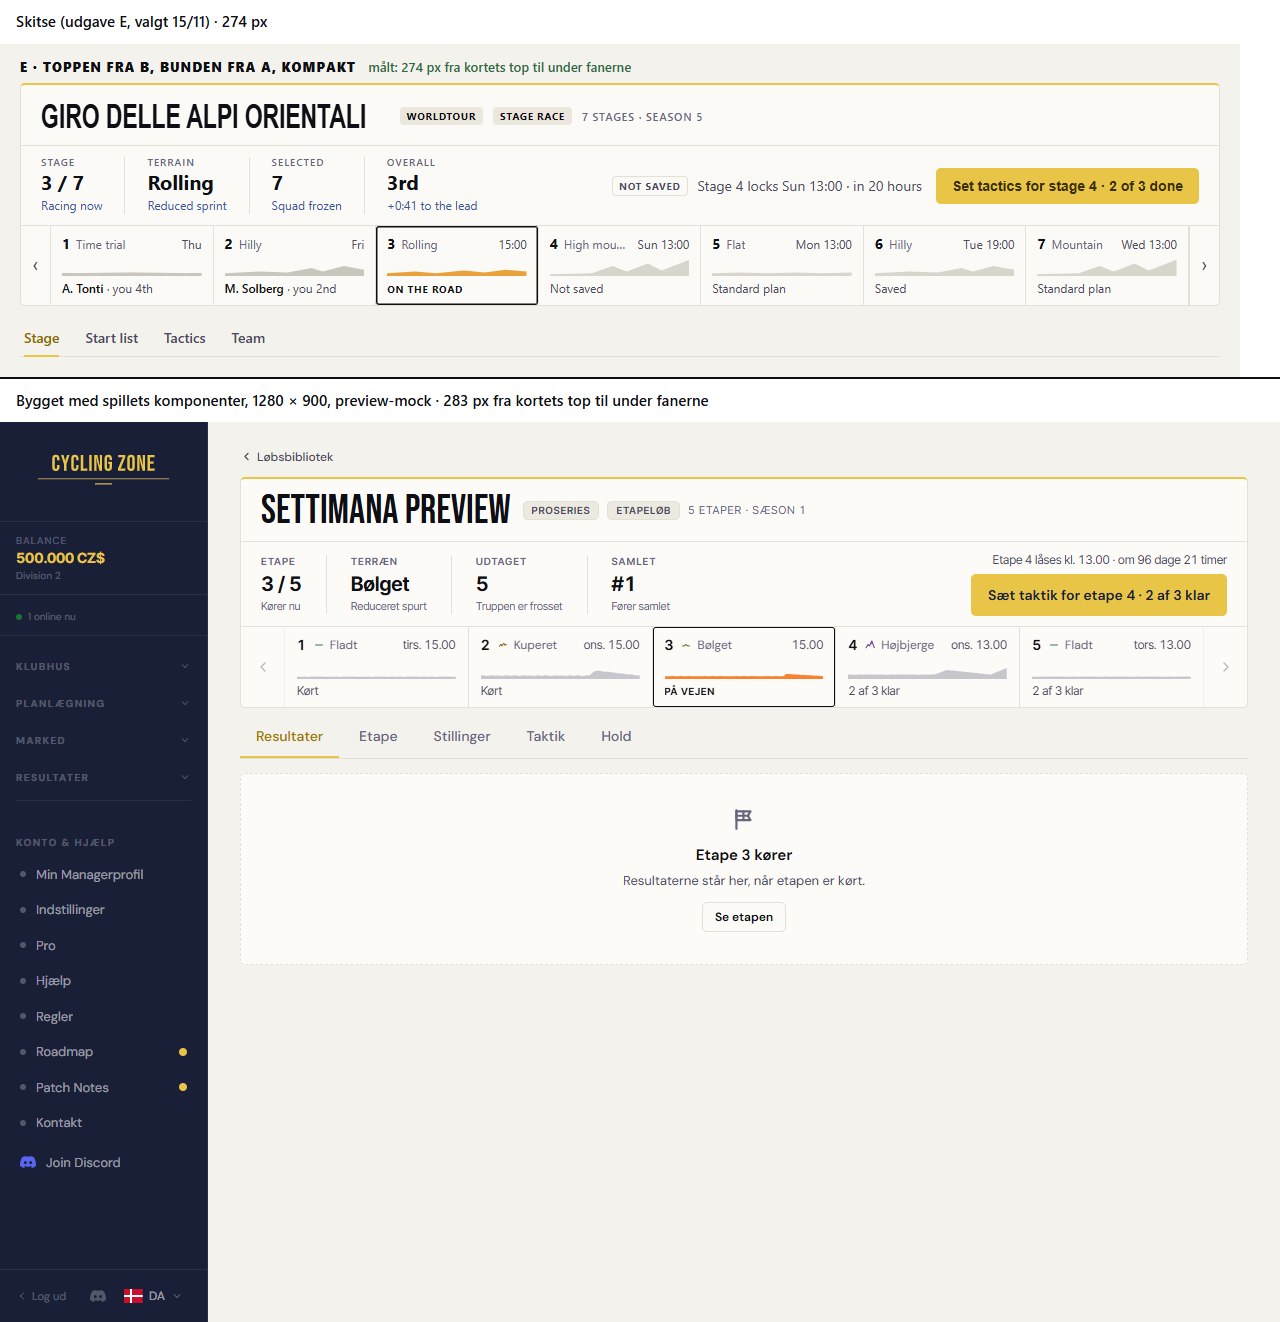 Skitse (udgave E, valgt 15/11) · 274 px
E · TOPPEN FRA B, BUNDEN FRA A, KOMPAKT målt: 274 px fra kortets top til under fanerne
GIRO DELLE ALPI ORIENTALI WORLDTOUR STAGE RACE 7 STAGES · SEASON 5
STAGE TERRAIN SELECTED OVERALL
3 / 7 Rolling 7 3rd
Racing now Reduced sprint Squad frozen +0:41 to the lead
NOT SAVED Stage 4 locks Sun 13:00 · in 20 hours Set tactics for stage 4 · 2 of 3 done
‹ 1 Time trial Thu 2 Hilly Fri 3 Rolling 15:00 4 High mou... Sun 13:00 5 Flat Mon 13:00 6 Hilly Tue 19:00 7 Mountain Wed 13:00 ›
A. Tonti · you 4th M. Solberg · you 2nd ON THE ROAD Not saved Standard plan Saved Standard plan
Stage Start list Tactics Team
Bygget med spillets komponenter, 1280 × 900, preview-mock · 283 px fra kortets top til under fanerne
CYCLING ZONE
BALANCE
500.000 CZ$
Division 2
1 online nu
KLUBHUS
PLANLÆGNING
MARKED
RESULTATER
KONTO & HJÆLP
Min Managerprofil
Indstillinger
Pro
Hjælp
Regler
Roadmap
Patch Notes
Kontakt
Join Discord
‹ Log ud DA
‹ Løbsbibliotek
SETTIMANA PREVIEW PROSERIES ETAPELØB 5 ETAPER · SÆSON 1
ETAPE TERRÆN UDTAGET SAMLET
3 / 5 Bølget 5 #1
Kører nu Reduceret spurt Truppen er frosset Fører samlet
Etape 4 låses kl. 13.00 · om 96 dage 21 timer
Sæt taktik for etape 4 · 2 af 3 klar
‹ 1 Fladt tirs. 15.00 2 Kuperet ons. 15.00 3 Bølget 15.00 4 Højbjerge ons. 13.00 5 Fladt tors. 13.00 ›
Kørt Kørt PÅ VEJEN 2 af 3 klar 2 af 3 klar
Resultater Etape Stillinger Taktik Hold
Etape 3 kører
Resultaterne står her, når etapen er kørt.
Se etapen